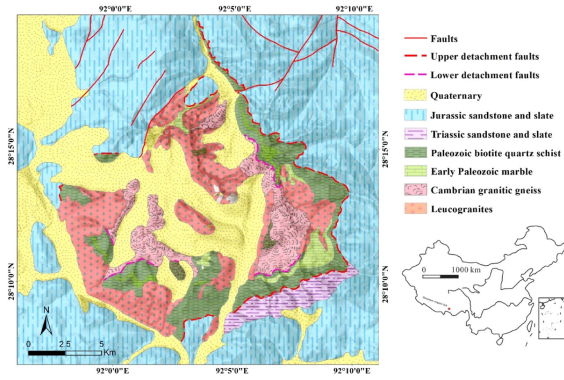 92°0'0"E 92°5'0"E 92°10'0"E
28°15'0"N
28°10'0"N
28°15'0"N
28°10'0"N
N
0 2.5 5
Km
92°0'0"E 92°5'0"E 92°10'0"E
Faults
Upper detachment faults
Lower detachment faults
Quaternary
Jurassic sandstone and slate
Triassic sandstone and slate
Paleozoic biotite quartz schist
Early Paleozoic marble
Cambrian granitic gneiss
Leucogranites
0 1000 km